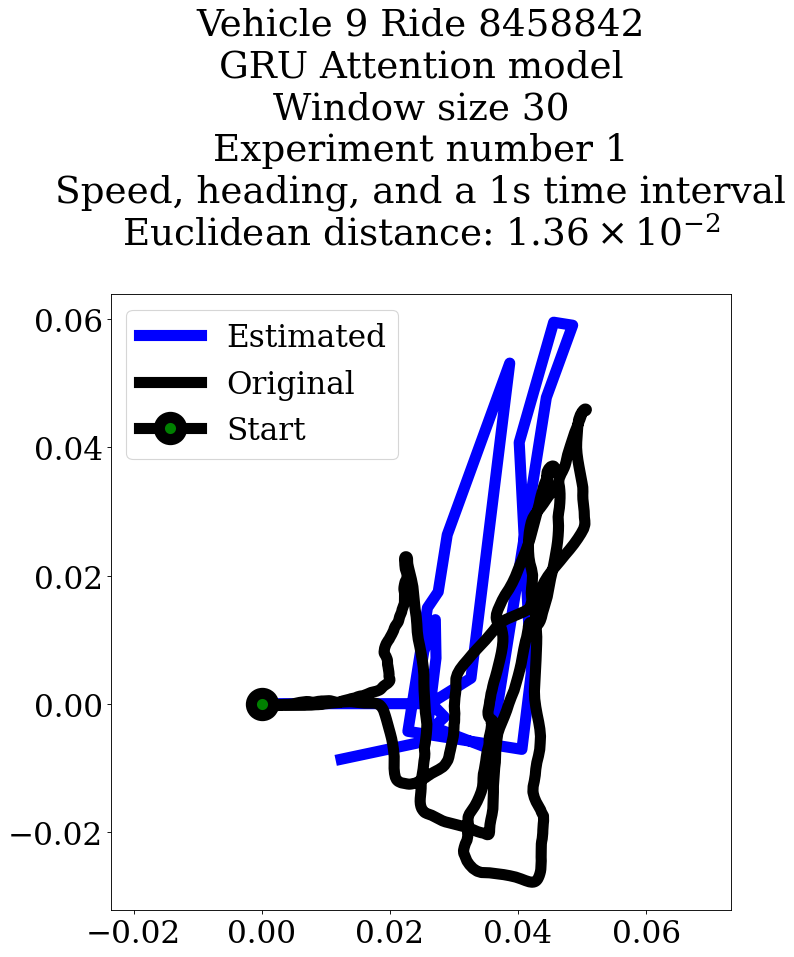 Vehicle 9 Ride 8458842
GRU Attention model
Window size 30
Experiment number 1
Speed, heading, and a 1s time interval
Euclidean distance: 1.36 × 10⁻²
Estimated
Original
Start
0.06
0.04
0.02
0.00
−0.02
−0.02 0.00 0.02 0.04 0.06